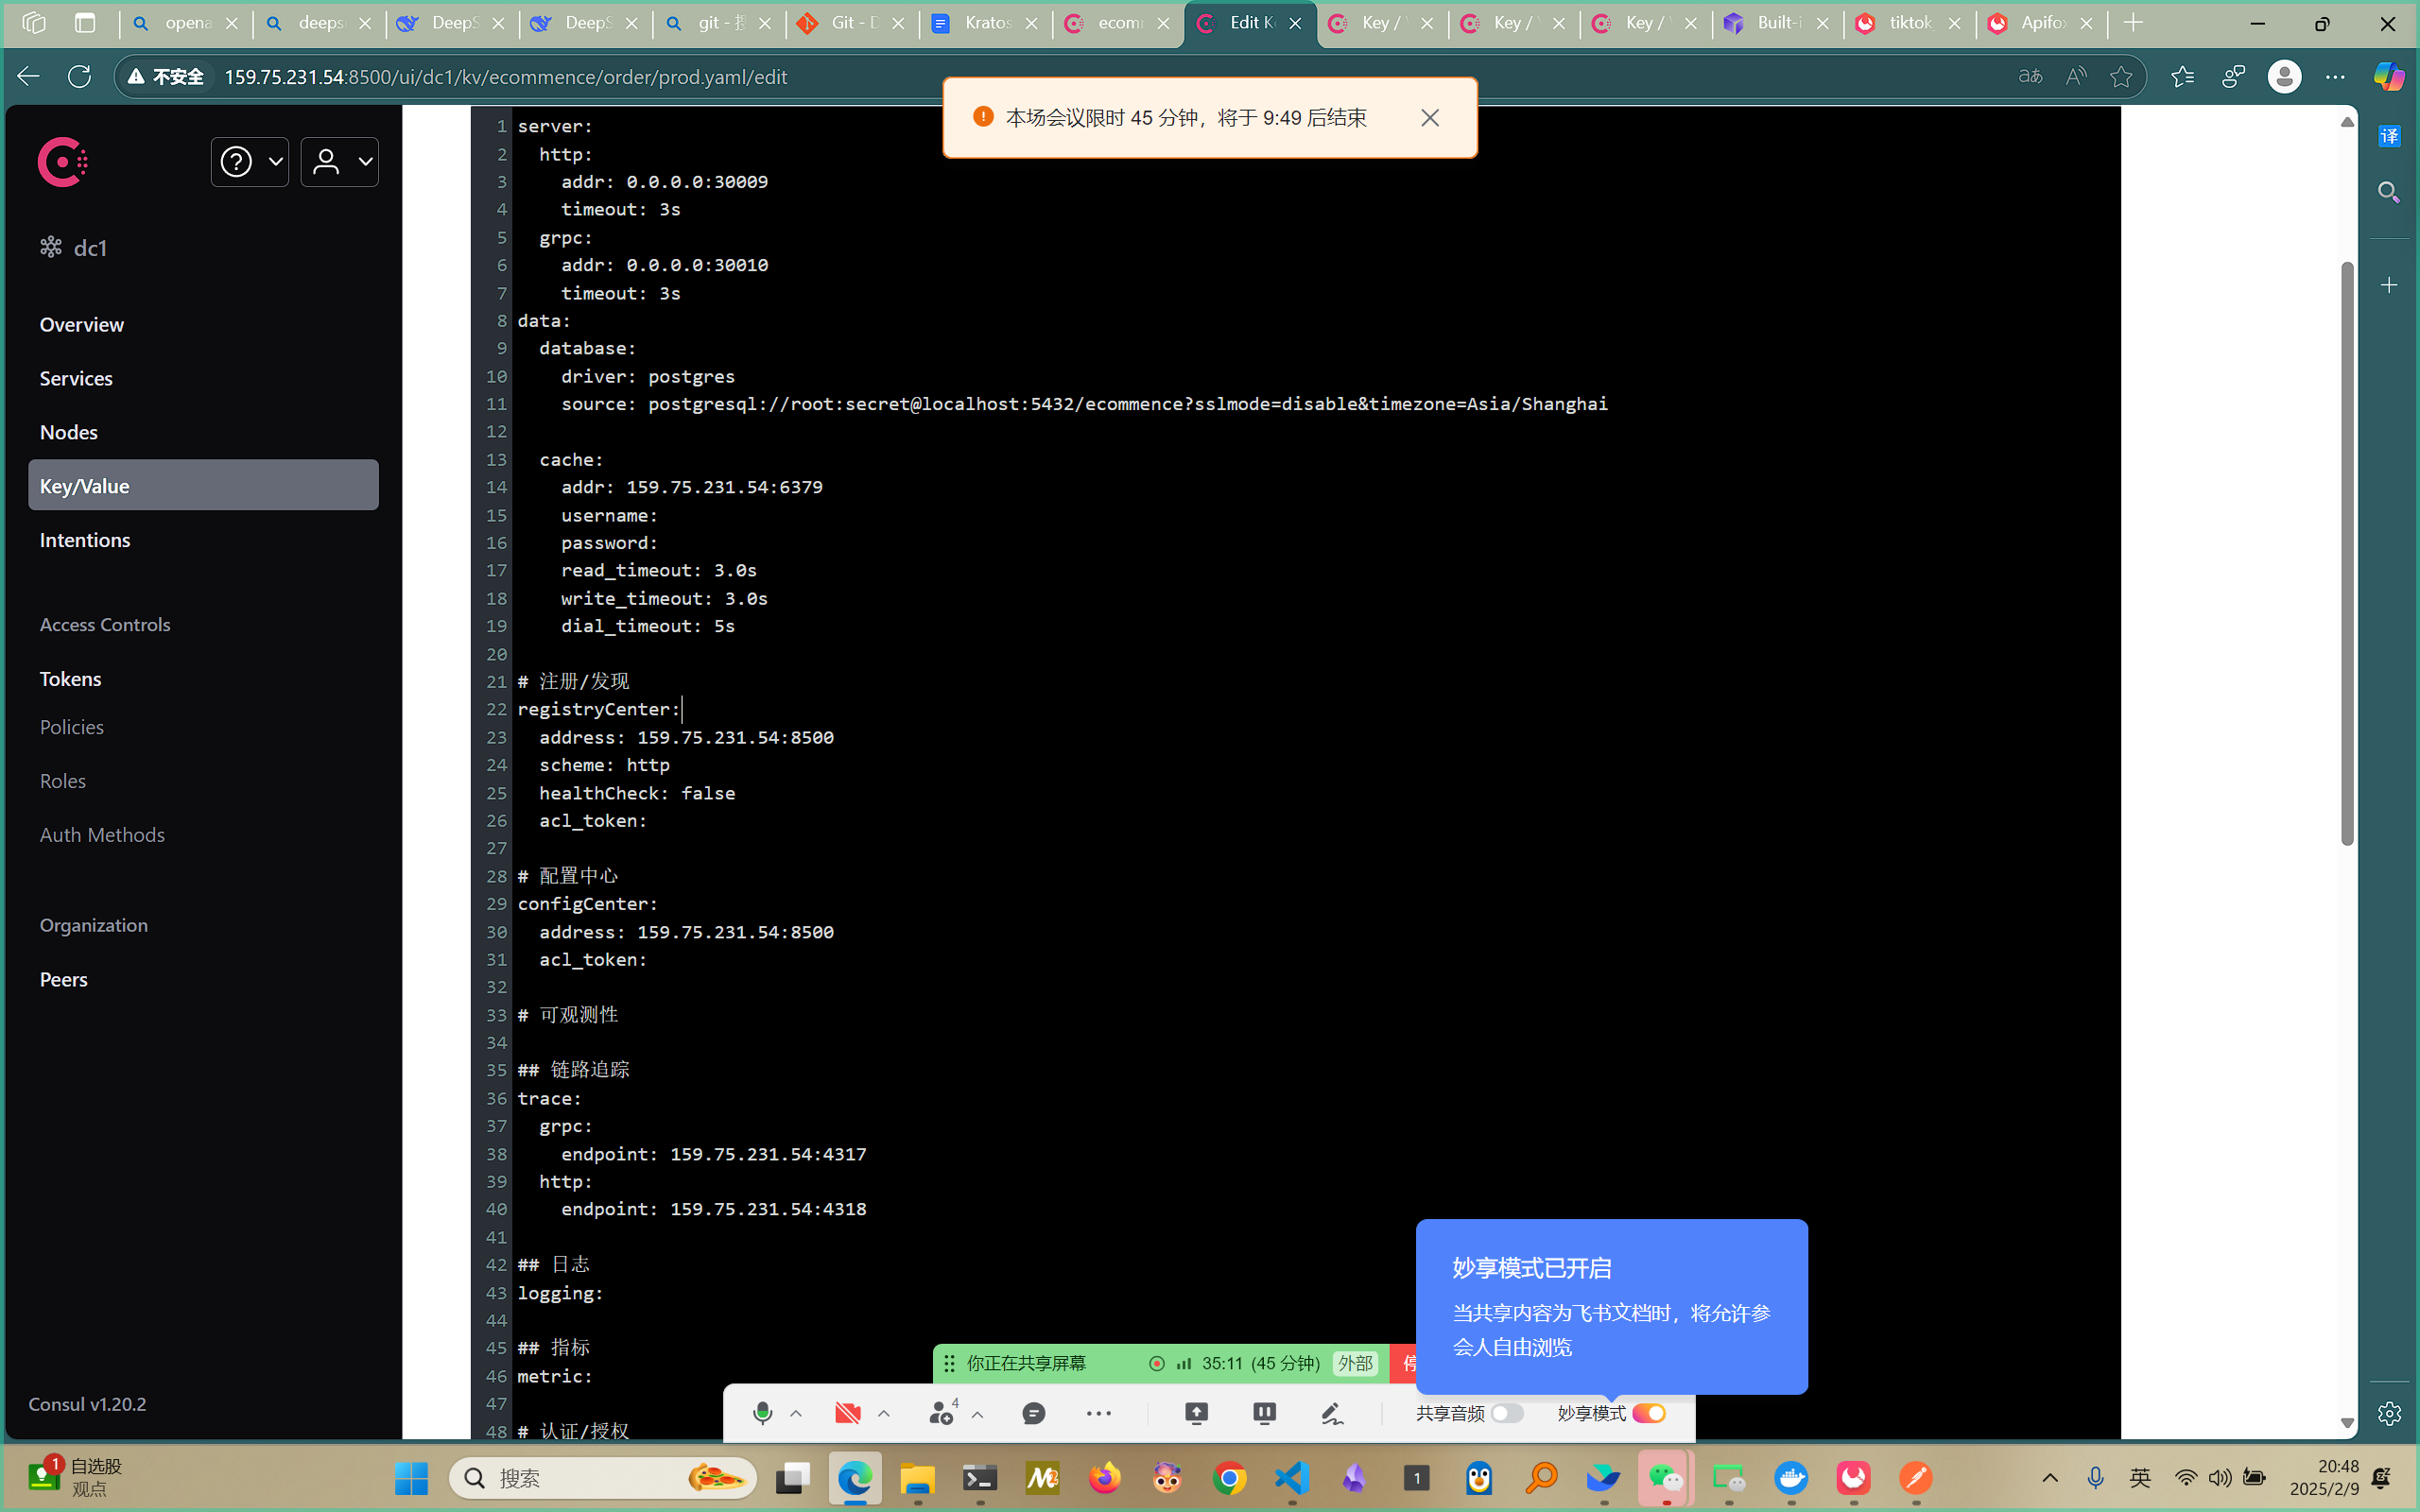 opena
deeps
DeepS
DeepS
git - 搜
Git - D
Kratos
ecom
Edit Ke
Key /
Key /
Key /
Built-i
tiktok
Apifox
不安全
159.75.231.54:8500/ui/dc1/kv/ecommence/order/prod.yaml/edit
本场会议限时 45 分钟，将于 9:49 后结束
dc1
Overview
Services
Nodes
Key/Value
Intentions
Access Controls
Tokens
Policies
Roles
Auth Methods
Organization
Peers
Consul v1.20.2
1 server:
2   http:
3     addr: 0.0.0.0:30009
4     timeout: 3s
5   grpc:
6     addr: 0.0.0.0:30010
7     timeout: 3s
8 data:
9   database:
10     driver: postgres
11     source: postgresql://root:secret@localhost:5432/ecommence?sslmode=disable&timezone=Asia/Shanghai
12
13   cache:
14     addr: 159.75.231.54:6379
15     username:
16     password:
17     read_timeout: 3.0s
18     write_timeout: 3.0s
19     dial_timeout: 5s
20
21 # 注册/发现
22 registryCenter:
23   address: 159.75.231.54:8500
24   scheme: http
25   healthCheck: false
26   acl_token:
27
28 # 配置中心
29 configCenter:
30   address: 159.75.231.54:8500
31   acl_token:
32
33 # 可观测性
34
35 ## 链路追踪
36 trace:
37   grpc:
38     endpoint: 159.75.231.54:4317
39   http:
40     endpoint: 159.75.231.54:4318
41
42 ## 日志
43 logging:
44
45 ## 指标
46 metric:
47
48 # 认证/授权
妙享模式已开启
当共享内容为飞书文档时，将允许参
会人自由浏览
你正在共享屏幕
35:11 (45 分钟)
外部
停
4
共享音频
妙享模式
译
1
自选股
观点
搜索
1
英
20:48
2025/2/9